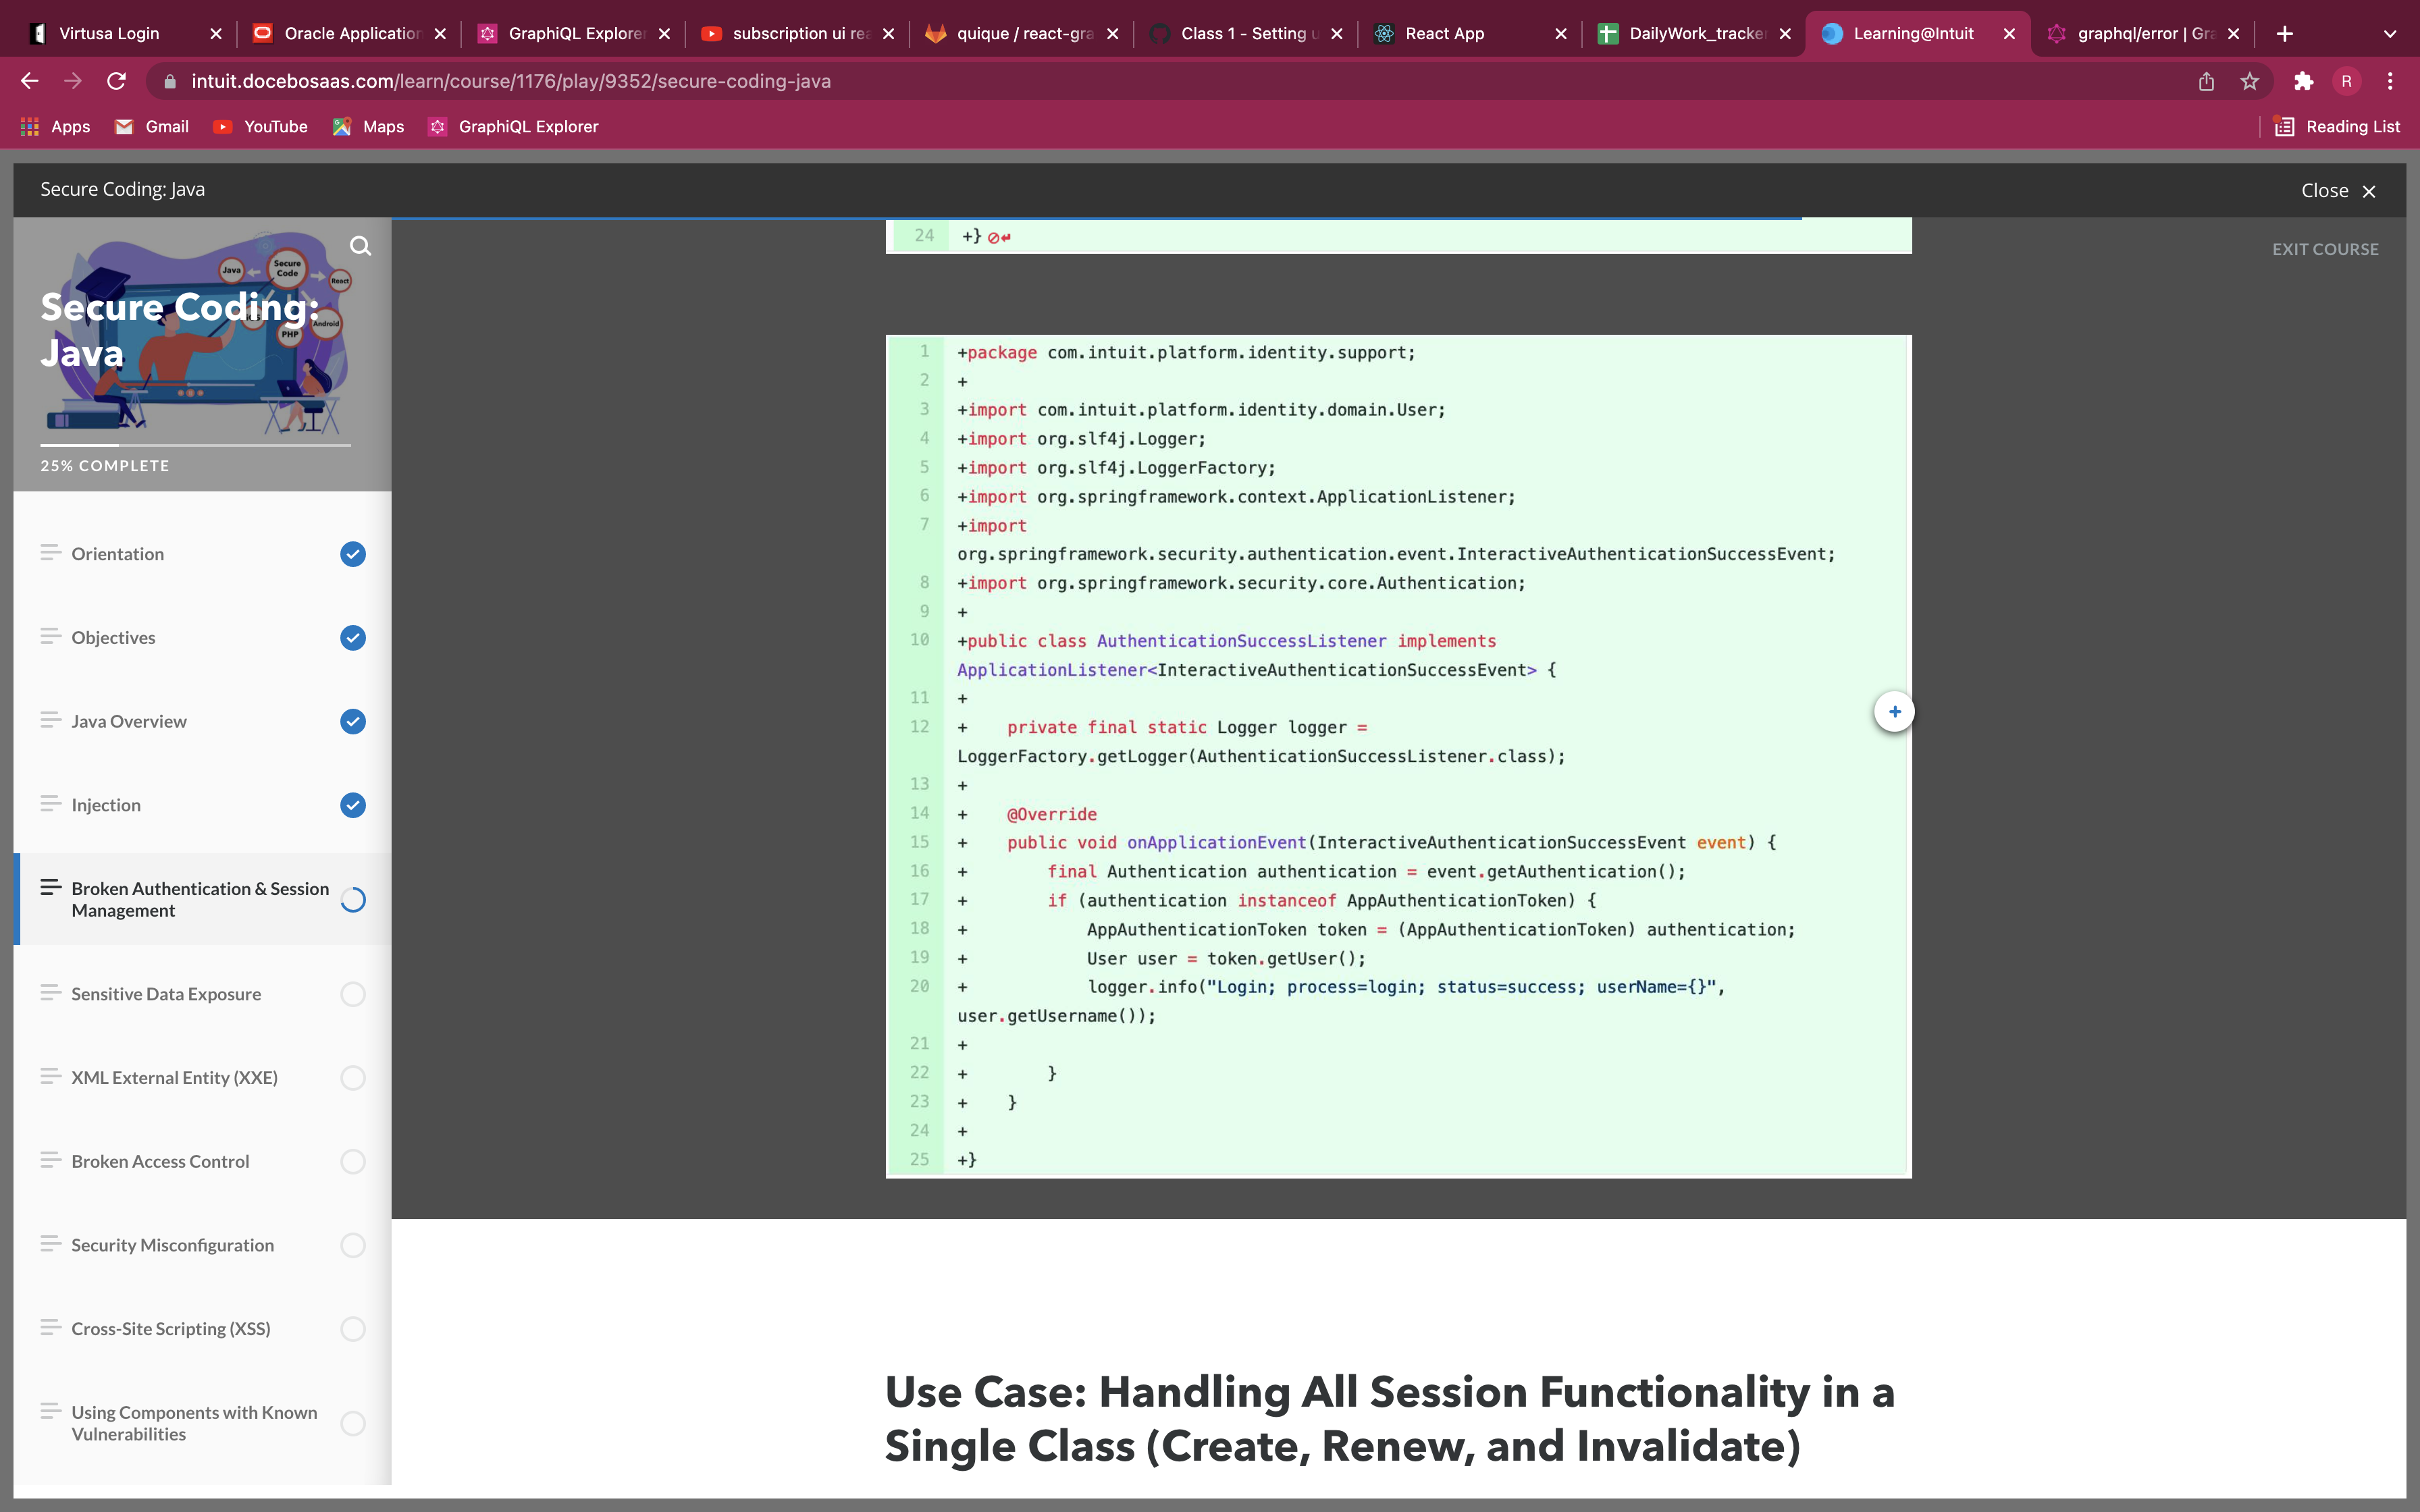 Virtusa Login
Oracle Application
GraphiQL Explorer
subscription ui rea
quique / react-gra
Class 1 - Setting u
React App
DailyWork_tracker
Learning@Intuit
graphql/error | Gra
intuit.docebosaas.com/learn/course/1176/play/9352/secure-coding-java
R
Apps
Gmail
YouTube
Maps
GraphiQL Explorer
Reading List
Secure Coding: Java
Close
EXIT COURSE
Java
Secure
Code
React
Android
PHP
Secure Coding:
Java
25% COMPLETE
Orientation
Objectives
Java Overview
Injection
Broken Authentication & Session
Management
Sensitive Data Exposure
XML External Entity (XXE)
Broken Access Control
Security Misconfiguration
Cross-Site Scripting (XSS)
Using Components with Known
Vulnerabilities
24 +}
1 +package com.intuit.platform.identity.support;
2 +
3 +import com.intuit.platform.identity.domain.User;
4 +import org.slf4j.Logger;
5 +import org.slf4j.LoggerFactory;
6 +import org.springframework.context.ApplicationListener;
7 +import
org.springframework.security.authentication.event.InteractiveAuthenticationSuccessEvent;
8 +import org.springframework.security.core.Authentication;
9 +
10 +public class AuthenticationSuccessListener implements
ApplicationListener<InteractiveAuthenticationSuccessEvent> {
11 +
12 + private final static Logger logger =
LoggerFactory.getLogger(AuthenticationSuccessListener.class);
13 +
14 + @Override
15 + public void onApplicationEvent(InteractiveAuthenticationSuccessEvent event) {
16 + final Authentication authentication = event.getAuthentication();
17 + if (authentication instanceof AppAuthenticationToken) {
18 + AppAuthenticationToken token = (AppAuthenticationToken) authentication;
19 + User user = token.getUser();
20 + logger.info("Login; process=login; status=success; userName={}",
user.getUsername());
21 +
22 + }
23 + }
24 +
25 +}
Use Case: Handling All Session Functionality in a
Single Class (Create, Renew, and Invalidate)